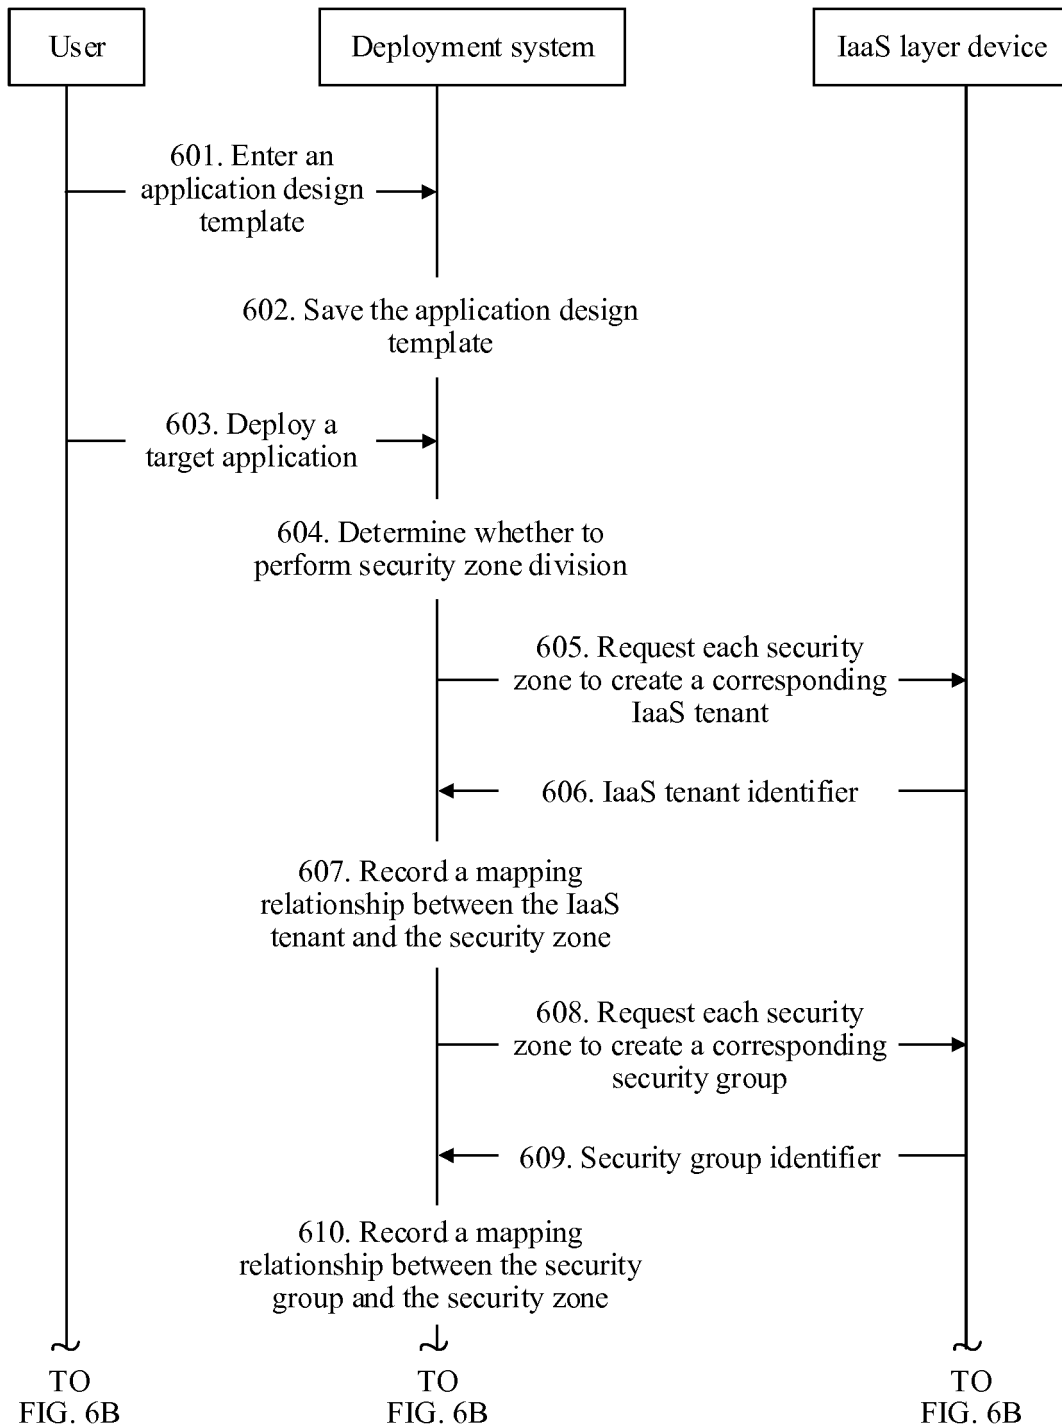 User
Deployment system
IaaS layer device
601. Enter an
application design
template
602. Save the application design
template
603. Deploy a
target application
604. Determine whether to
perform security zone division
605. Request each security
zone to create a corresponding
IaaS tenant
606. IaaS tenant identifier
607. Record a mapping
relationship between the IaaS
tenant and the security zone
608. Request each security
zone to create a corresponding
security group
609. Security group identifier
610. Record a mapping
relationship between the security
group and the security zone
TO
FIG. 6B
TO
FIG. 6B
TO
FIG. 6B